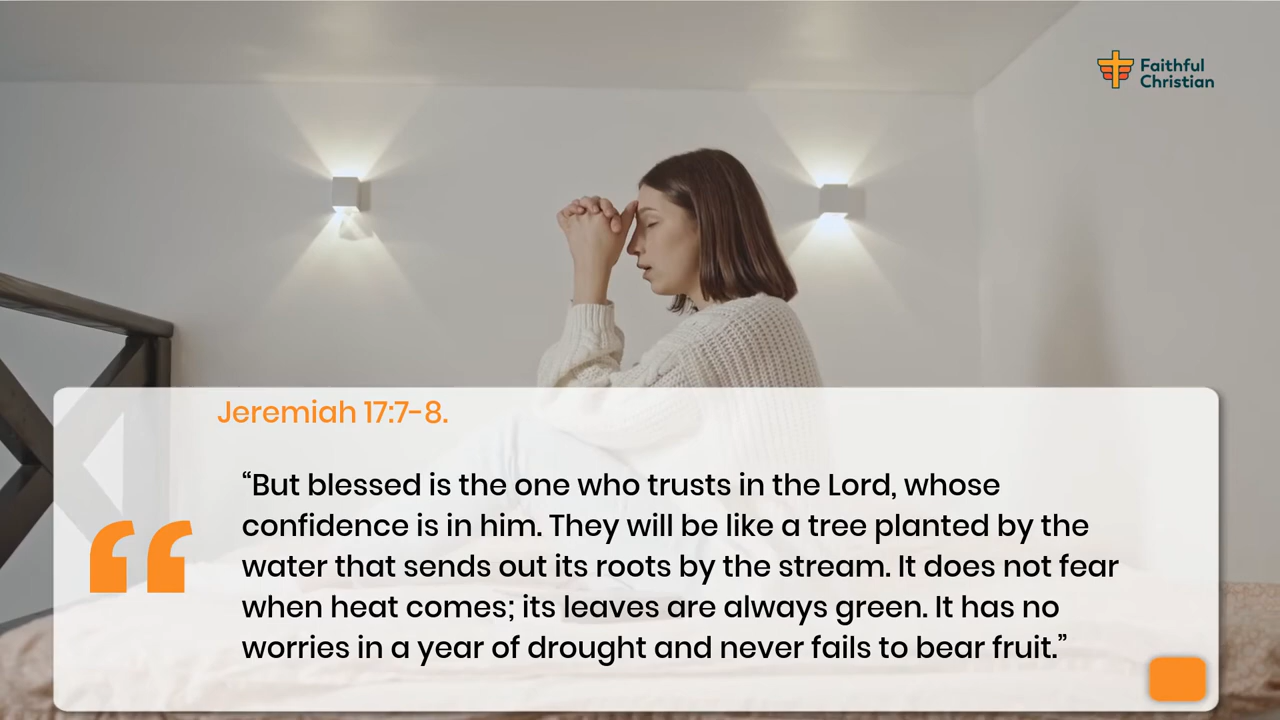 Faithful
Christian
Jeremiah 17:7-8.
“But blessed is the one who trusts in the Lord, whose
confidence is in him. They will be like a tree planted by the
water that sends out its roots by the stream. It does not fear
when heat comes; its leaves are always green. It has no
worries in a year of drought and never fails to bear fruit.”